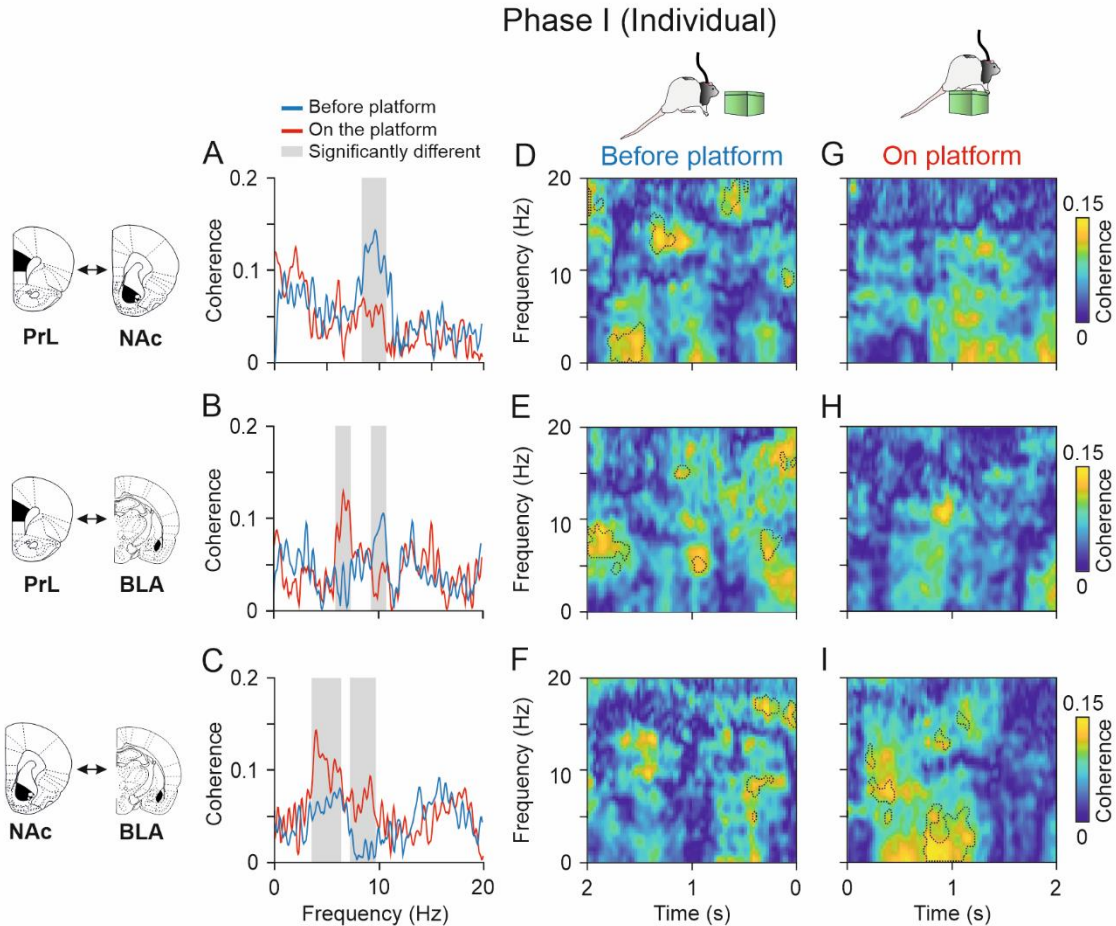 Phase I (Individual)
Before platform
On the platform
Significantly different
A
D
Before platform
G
On platform
0.2
0.1
0
Coherence
20
10
0
Frequency (Hz)
0.15
0
Coherence
PrL
NAc
B
E
H
0.2
0.1
0
Coherence
20
10
0
Frequency (Hz)
0.15
0
Coherence
PrL
BLA
C
F
I
0.2
0.1
0
Coherence
20
10
0
Frequency (Hz)
0.15
0
Coherence
NAc
BLA
0 10 20
Frequency (Hz)
2 1 0
Time (s)
0 1 2
Time (s)